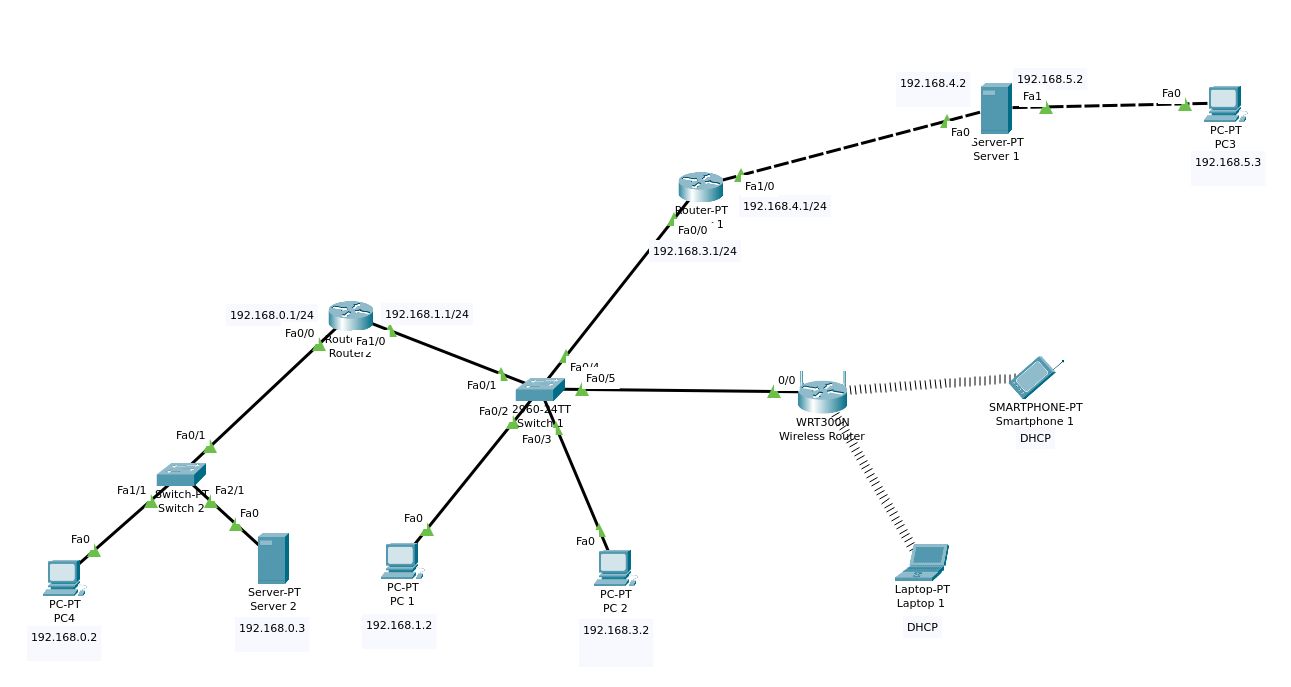 192.168.4.2
192.168.5.2
Fa1
Fa0
Fa0
PC-PT
PC3
192.168.5.3
Server-PT
Server 1
Fa1/0
192.168.4.1/24
Router-PT
1
Fa0/0
192.168.3.1/24
192.168.0.1/24
192.168.1.1/24
Fa0/0
Fa1/0
Router2
Fa0/4
Fa0/5
Fa0/1
Fa0/2
2960-24TT
Switch 1
Fa0/3
0/0
WRT300N
Wireless Router
SMARTPHONE-PT
Smartphone 1
DHCP
Fa0/1
Fa1/1
Switch-PT
Switch 2
Fa2/1
Fa0
Fa0
PC-PT
PC4
192.168.0.2
Server-PT
Server 2
192.168.0.3
Fa0
PC-PT
PC 1
192.168.1.2
Fa0
PC-PT
PC 2
192.168.3.2
Laptop-PT
Laptop 1
DHCP